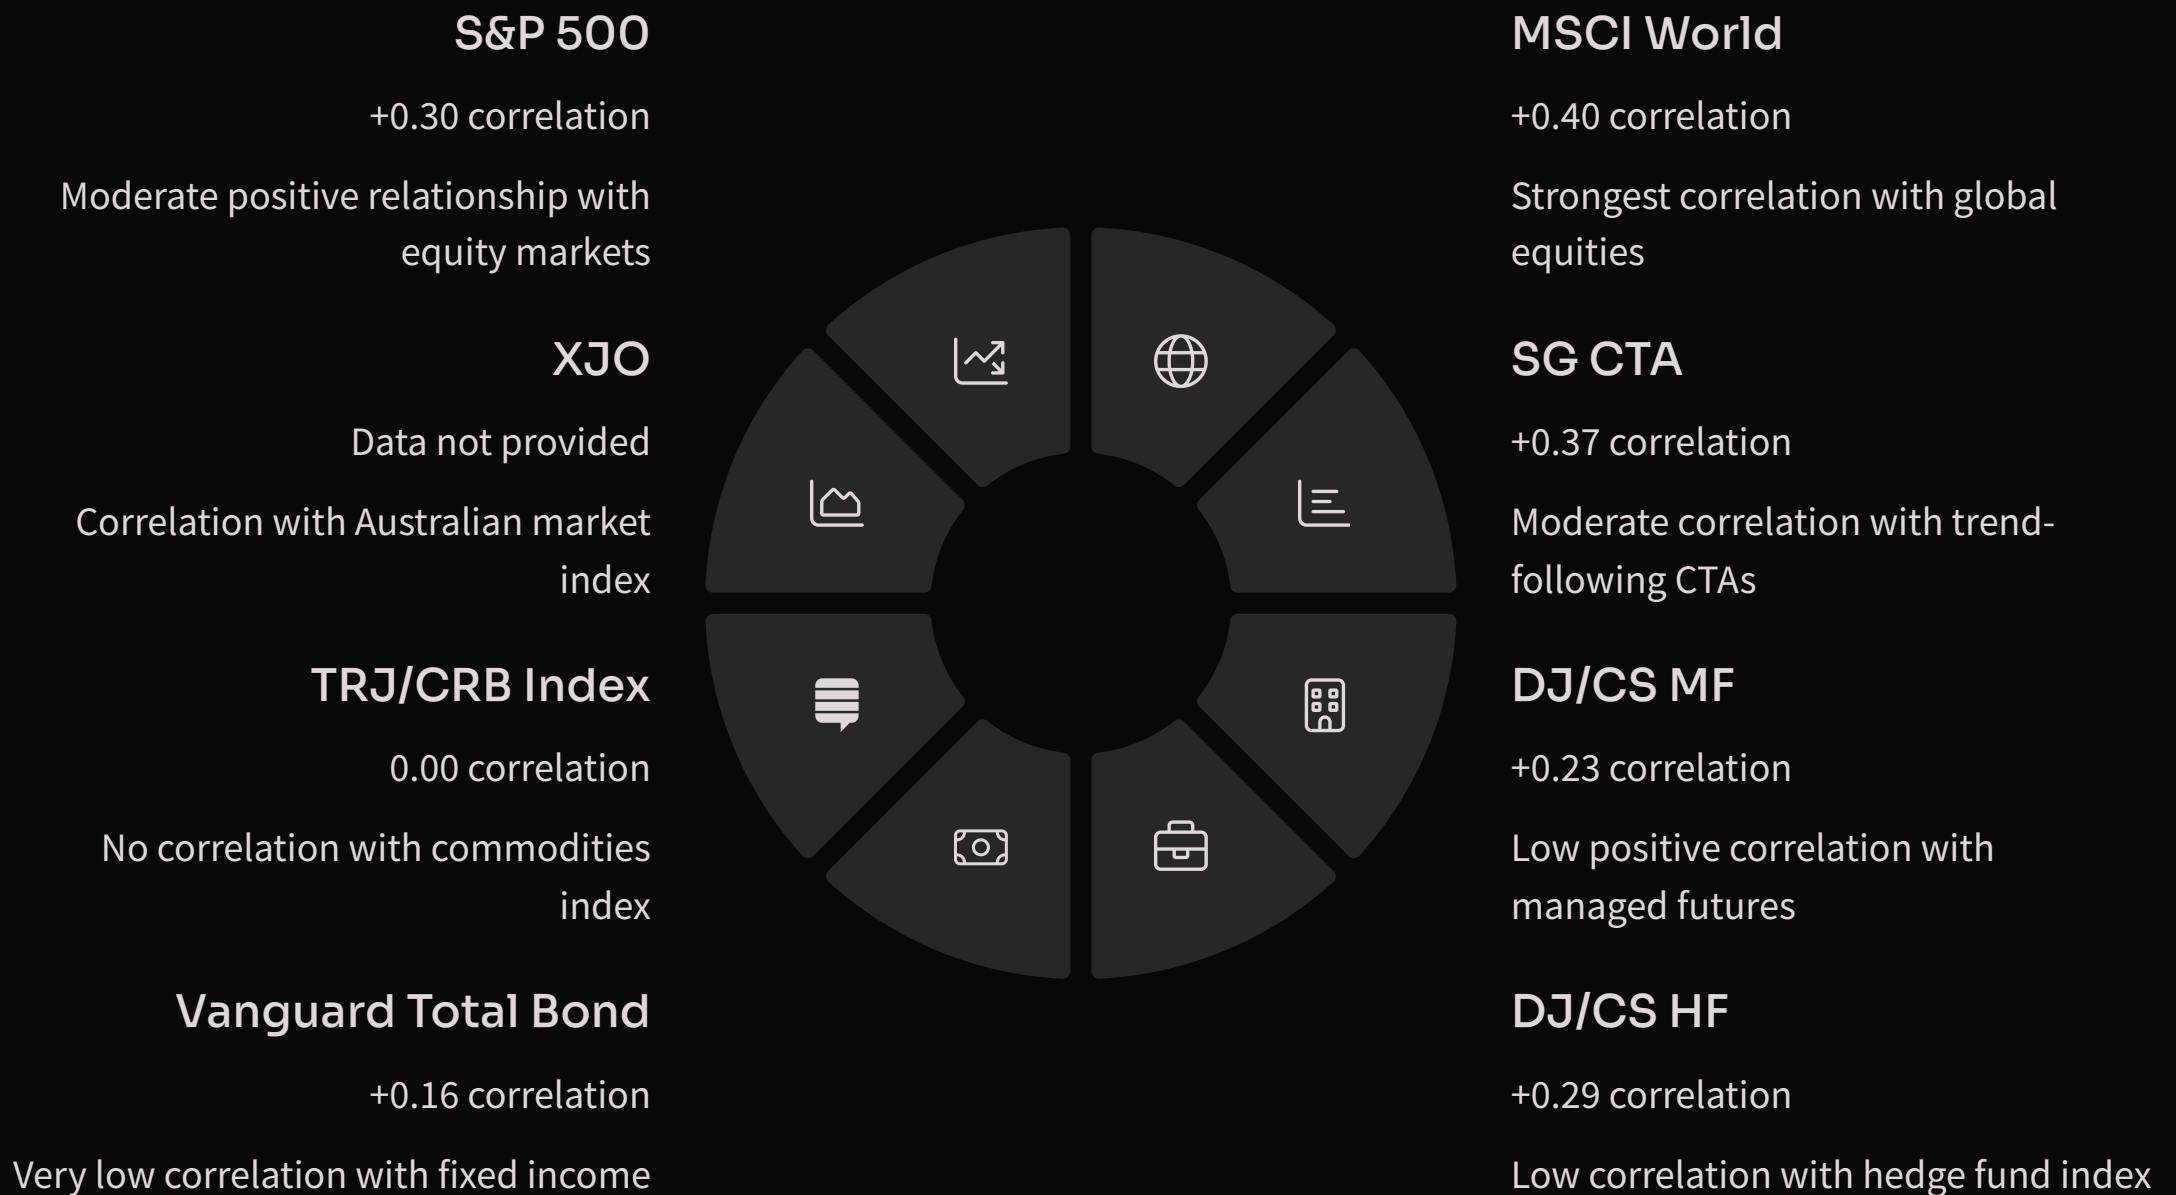 S&P 500
+0.30 correlation
Moderate positive relationship with
equity markets
XJO
Data not provided
Correlation with Australian market
index
TRJ/CRB Index
0.00 correlation
No correlation with commodities
index
Vanguard Total Bond
+0.16 correlation
Very low correlation with fixed income
MSCI World
+0.40 correlation
Strongest correlation with global
equities
SG CTA
+0.37 correlation
Moderate correlation with trend-
following CTAs
DJ/CS MF
+0.23 correlation
Low positive correlation with
managed futures
DJ/CS HF
+0.29 correlation
Low correlation with hedge fund index